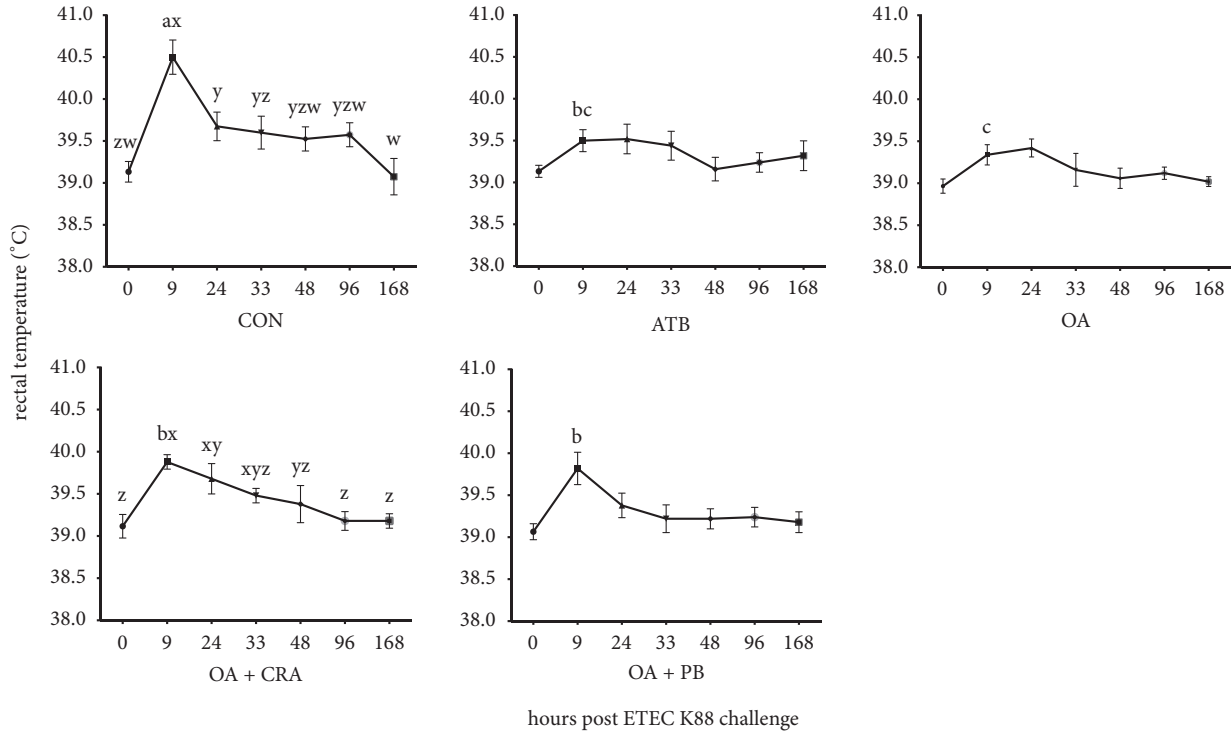 rectal temperature (°C)
41.0
40.5
40.0
39.5
39.0
38.5
38.0
zw
ax
y
yz
yzw
yzw
w
0 9 24 33 48 96 168
CON
41.0
40.5
40.0
39.5
39.0
38.5
38.0
bc
0 9 24 33 48 96 168
ATB
41.0
40.5
40.0
39.5
39.0
38.5
38.0
c
0 9 24 33 48 96 168
OA
41.0
40.5
40.0
39.5
39.0
38.5
38.0
z
bx
xy
xyz
yz
z
z
0 9 24 33 48 96 168
OA + CRA
41.0
40.5
40.0
39.5
39.0
38.5
38.0
b
0 9 24 33 48 96 168
OA + PB
hours post ETEC K88 challenge